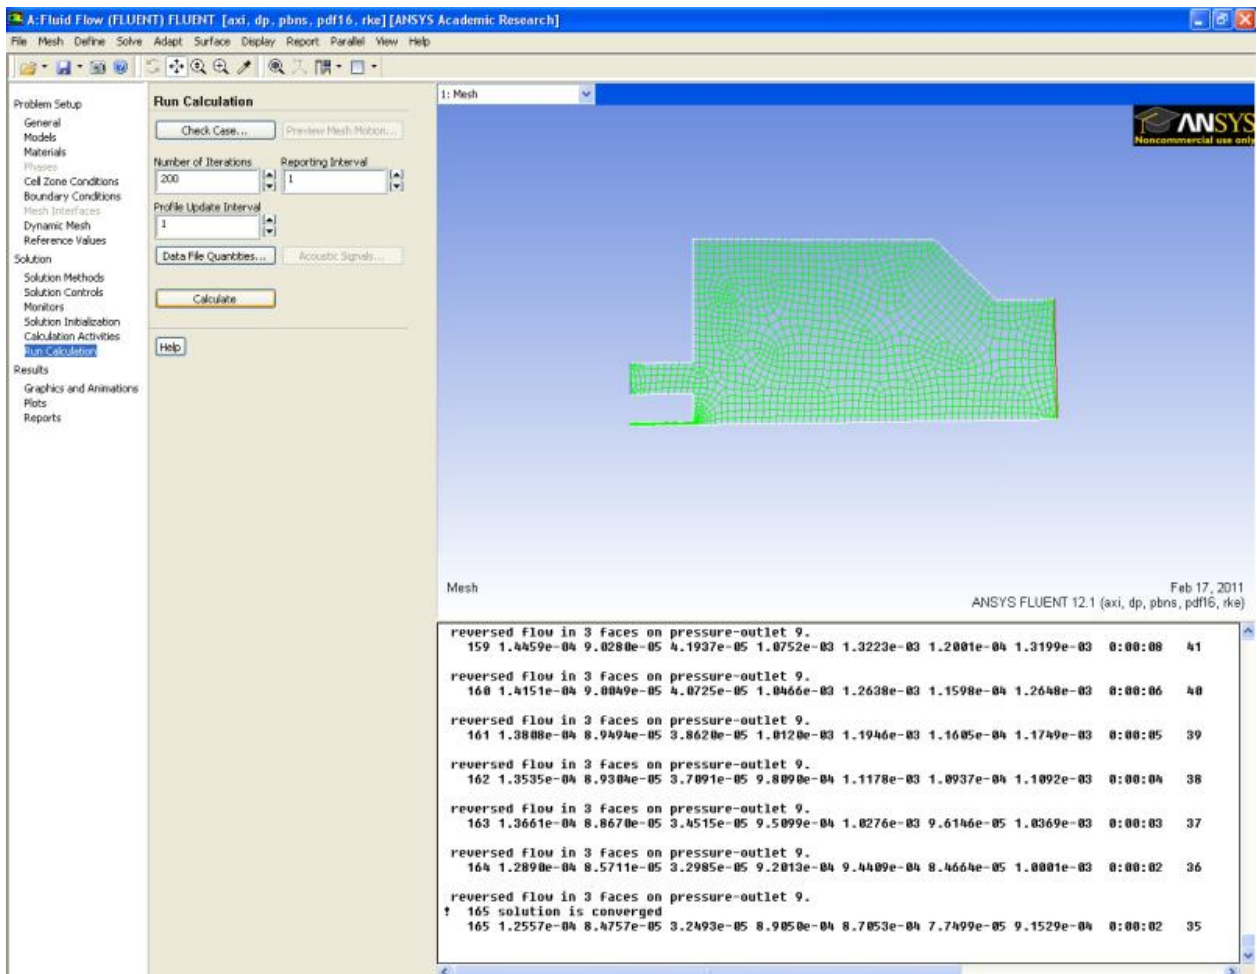 A:Fluid Flow (FLUENT) FLUENT [axi, dp, pbns, pdf16, rke] [ANSYS Academic Research]
File Mesh Define Solve Adapt Surface Display Report Parallel View Help
Problem Setup
General
Models
Materials
Phases
Cell Zone Conditions
Boundary Conditions
Mesh Interfaces
Dynamic Mesh
Reference Values
Solution
Solution Methods
Solution Controls
Monitors
Solution Initialization
Calculation Activities
Run Calculation
Results
Graphics and Animations
Plots
Reports
Run Calculation
Check Case... Preview Mesh Motion...
Number of Iterations Reporting Interval
200 1
Profile Update Interval
1
Data File Quantities... Acoustic Signals...
Calculate
Help
1: Mesh
ANSYS
Noncommercial use only
Mesh Feb 17, 2011
ANSYS FLUENT 12.1 (axi, dp, pbns, pdf16, rke)
reversed flow in 3 faces on pressure-outlet 9.
159 1.4459e-04 9.0280e-05 4.1937e-05 1.0752e-03 1.3223e-03 1.2001e-04 1.3199e-03 0:00:08 41
reversed flow in 3 faces on pressure-outlet 9.
160 1.4151e-04 9.0049e-05 4.0725e-05 1.0466e-03 1.2638e-03 1.1598e-04 1.2648e-03 0:00:06 40
reversed flow in 3 faces on pressure-outlet 9.
161 1.3808e-04 8.9494e-05 3.8620e-05 1.0120e-03 1.1946e-03 1.1605e-04 1.1749e-03 0:00:05 39
reversed flow in 3 faces on pressure-outlet 9.
162 1.3535e-04 8.9304e-05 3.7091e-05 9.8090e-04 1.1178e-03 1.0937e-04 1.1092e-03 0:00:04 38
reversed flow in 3 faces on pressure-outlet 9.
163 1.3661e-04 8.8670e-05 3.4515e-05 9.5099e-04 1.0276e-03 9.6146e-05 1.0369e-03 0:00:03 37
reversed flow in 3 faces on pressure-outlet 9.
164 1.2890e-04 8.5711e-05 3.2985e-05 9.2013e-04 9.4409e-04 8.4664e-05 1.0001e-03 0:00:02 36
reversed flow in 3 faces on pressure-outlet 9.
! 165 solution is converged
165 1.2557e-04 8.4757e-05 3.2493e-05 8.9050e-04 8.7053e-04 7.7499e-05 9.1529e-04 0:00:02 35